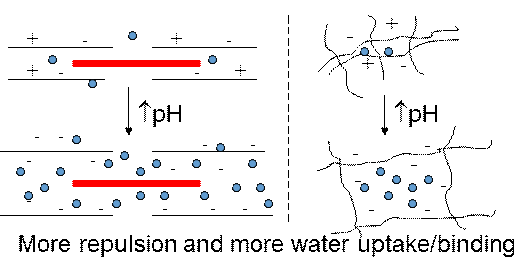 ↑pH
↑pH
More repulsion and more water uptake/binding